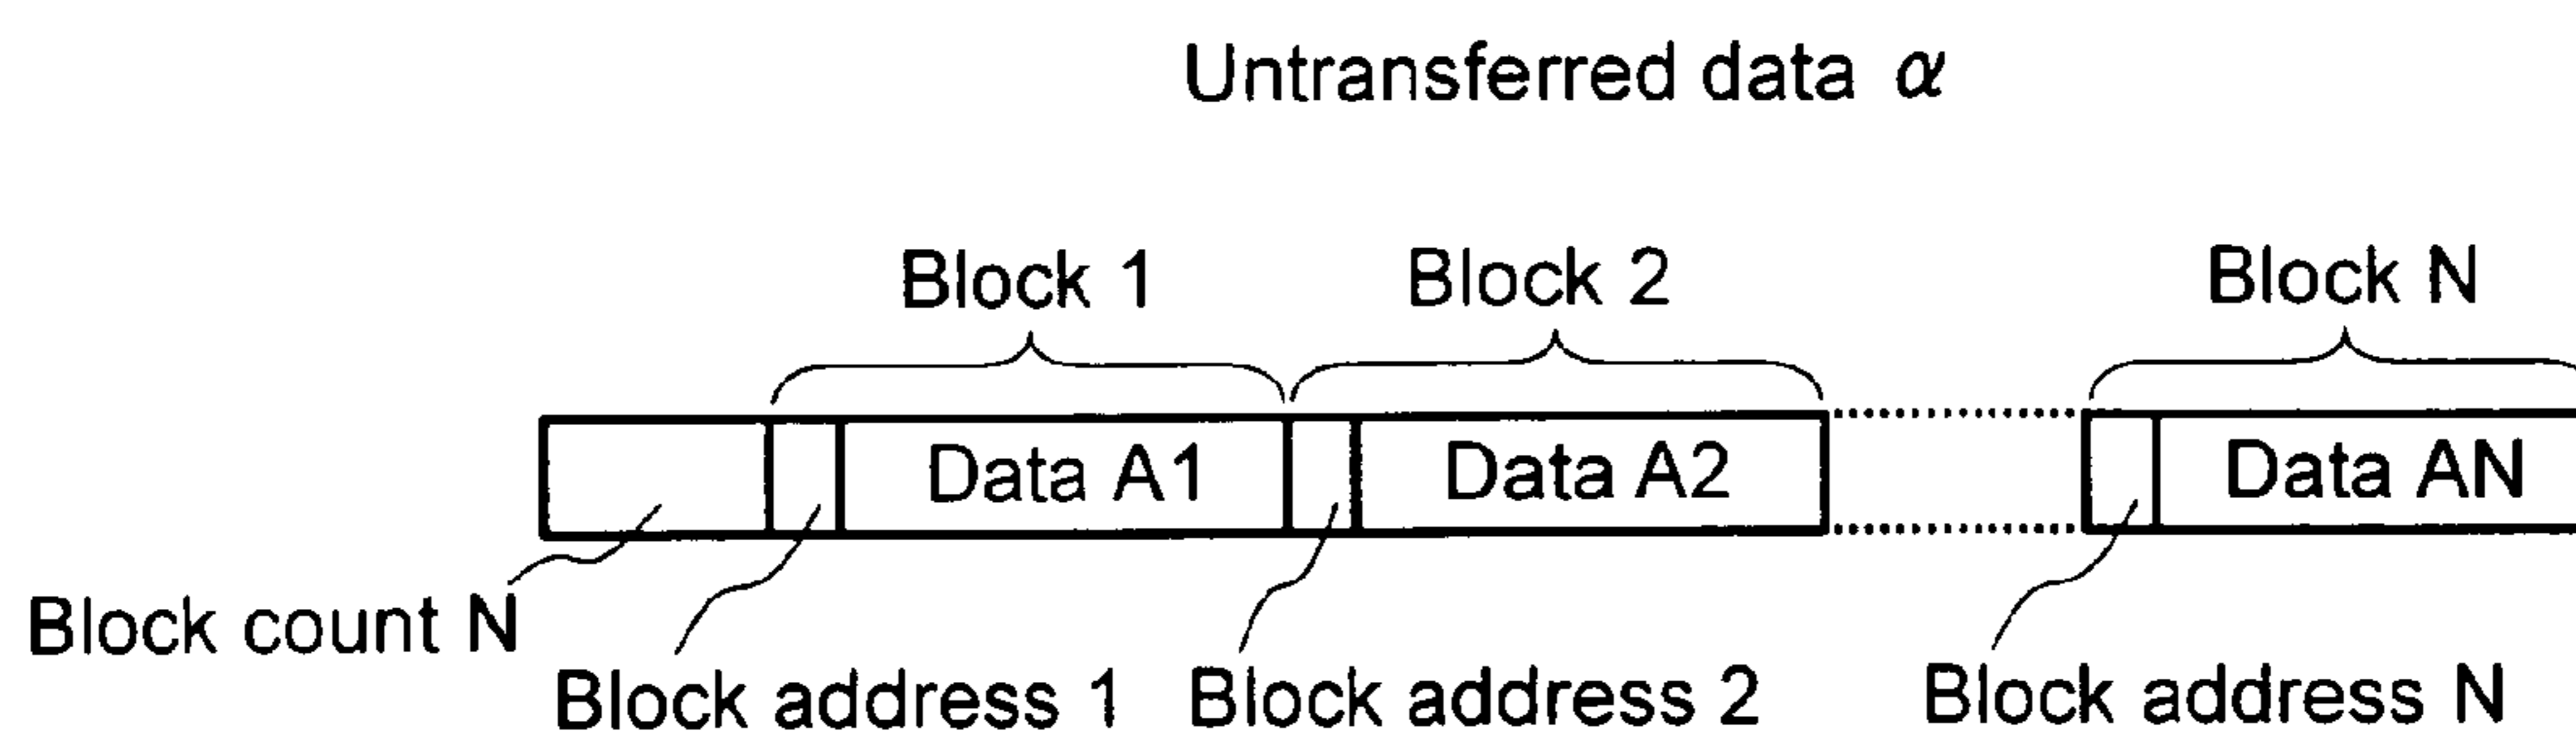 Untransferred data α
Block 1 Block 2 Block N
Data A1 Data A2 Data AN
Block count N
Block address 1 Block address 2 Block address N